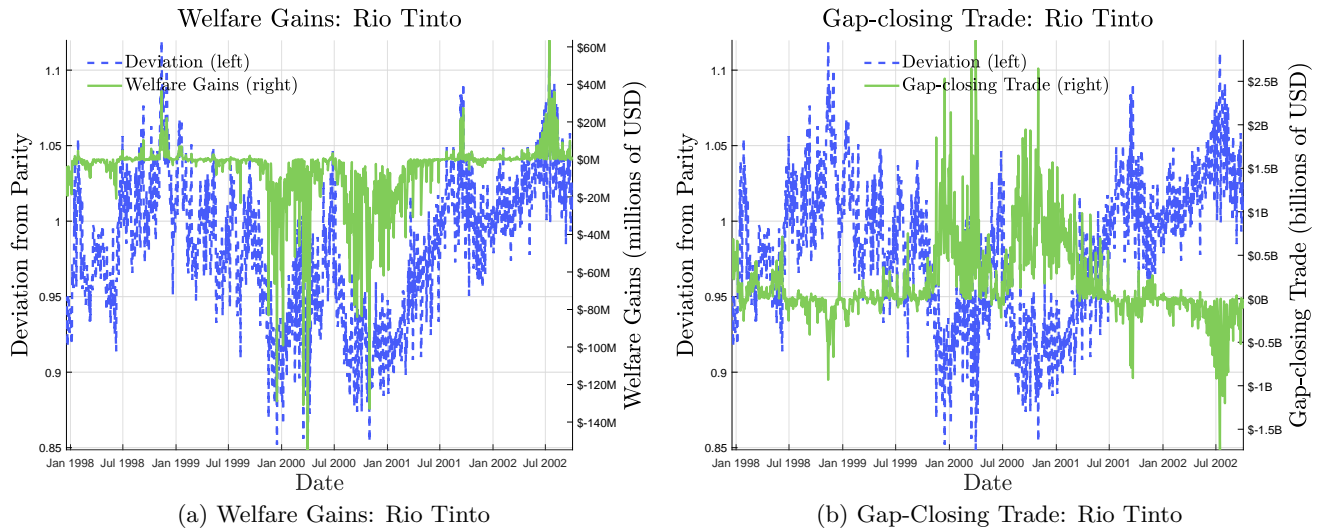 Welfare Gains: Rio Tinto
Deviation (left)
Welfare Gains (right)
Deviation from Parity
1.1
1.05
1
0.95
0.9
0.85
$60M
$40M
$20M
$0M
$-20M
$-40M
$-60M
$-80M
$-100M
$-120M
$-140M
Welfare Gains (millions of USD)
Jan 1998 Jul 1998 Jan 1999 Jul 1999 Jan 2000 Jul 2000 Jan 2001 Jul 2001 Jan 2002 Jul 2002
Date
(a) Welfare Gains: Rio Tinto
Gap-closing Trade: Rio Tinto
Deviation (left)
Gap-closing Trade (right)
Deviation from Parity
1.1
1.05
1
0.95
0.9
0.85
$2.5B
$2B
$1.5B
$1B
$0.5B
$0B
$-0.5B
$-1B
$-1.5B
Gap-closing Trade (billions of USD)
Jan 1998 Jul 1998 Jan 1999 Jul 1999 Jan 2000 Jul 2000 Jan 2001 Jul 2001 Jan 2002 Jul 2002
Date
(b) Gap-Closing Trade: Rio Tinto